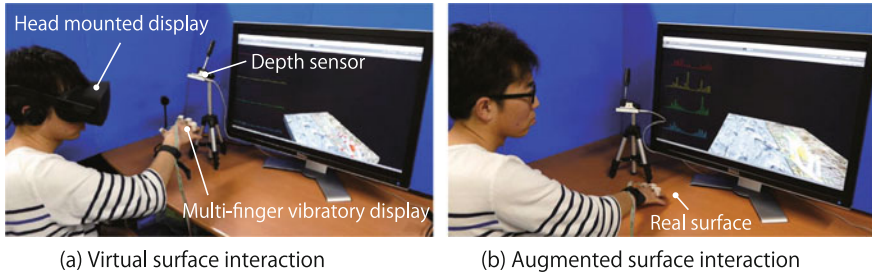 Head mounted display
Depth sensor
Multi-finger vibratory display
Real surface
(a) Virtual surface interaction
(b) Augmented surface interaction